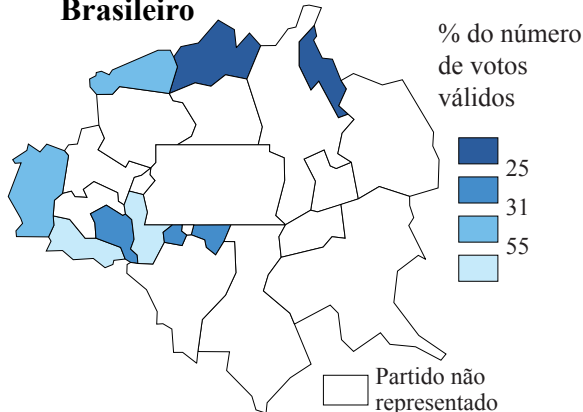 Brasileiro
% do número
de votos
válidos
25
31
55
Partido não
representado